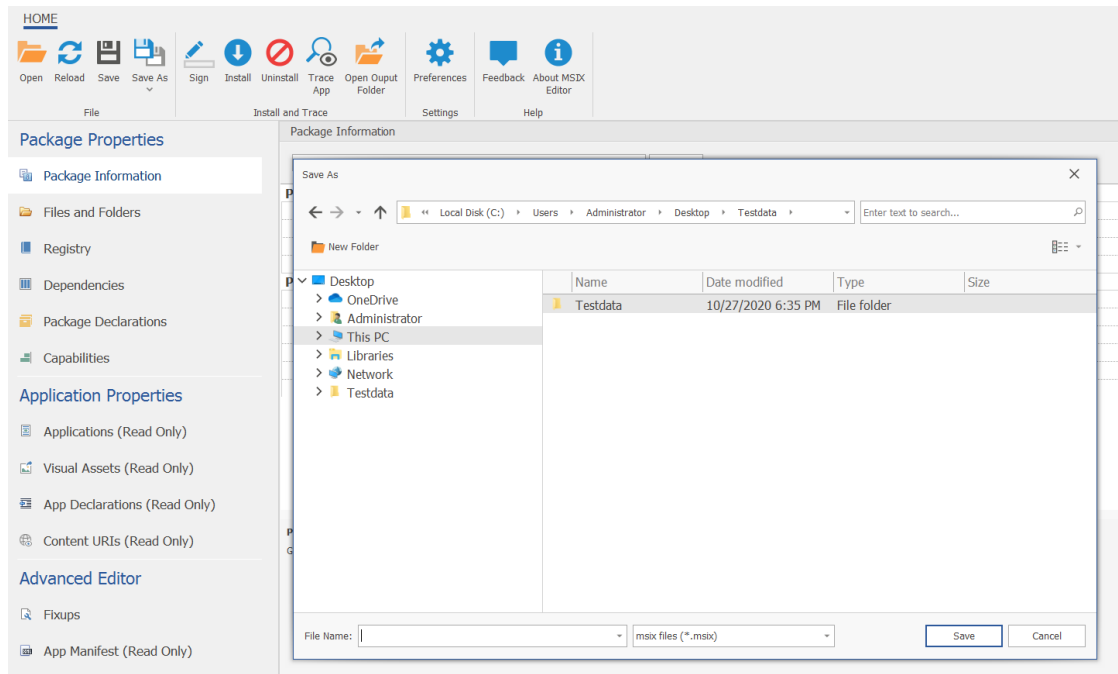 HOME
Open Reload Save Save As Sign Install Uninstall Trace App Open Ouput Folder Preferences Feedback About MSIX Editor
File Install and Trace Settings Help
Package Properties
Package Information
Files and Folders
Registry
Dependencies
Package Declarations
Capabilities
Application Properties
Applications (Read Only)
Visual Assets (Read Only)
App Declarations (Read Only)
Content URIs (Read Only)
Advanced Editor
Fixups
App Manifest (Read Only)
Package Information
P
P
P
G
Save As
Local Disk (C:) Users Administrator Desktop Testdata
Enter text to search...
New Folder
Desktop
OneDrive
Administrator
This PC
Libraries
Network
Testdata
Name Date modified Type Size
Testdata 10/27/2020 6:35 PM File folder
File Name: msix files (*.msix) Save Cancel